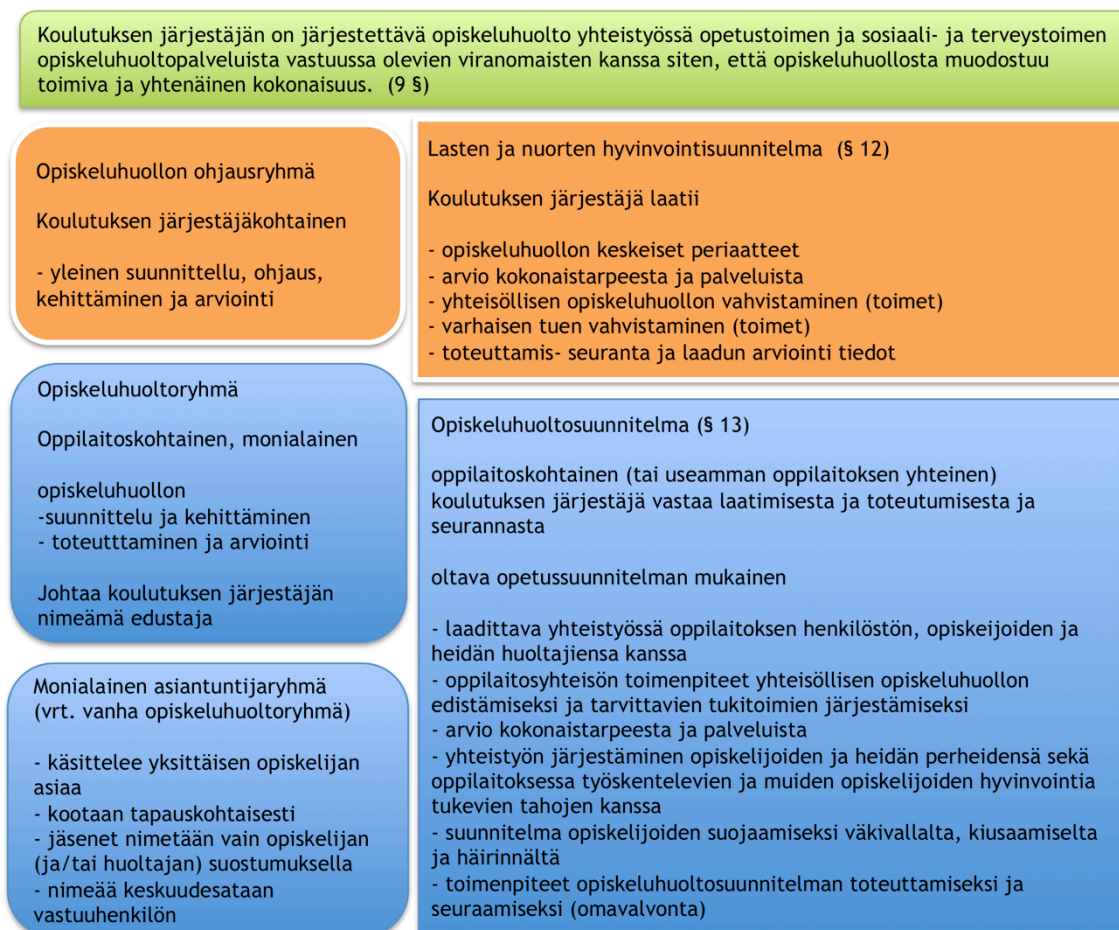 Koulutuksen järjestäjän on järjestettävä opiskeluhuolto yhteistyössä opetustoimen ja sosiaali- ja terveystoimen
opiskeluhuoltopalveluista vastuussa olevien viranomaisten kanssa siten, että opiskeluhuollosta muodostuu
toimiva ja yhtenäinen kokonaisuus. (9 §)
Opiskeluhuollon ohjausryhmä
Koulutuksen järjestäjäkohtainen
- yleinen suunnittellu, ohjaus,
kehittäminen ja arviointi
Lasten ja nuorten hyvinvointisuunnitelma (§ 12)
Koulutuksen järjestäjä laatii
- opiskeluhuollon keskeiset periaatteet
- arvio kokonaistarpeesta ja palveluista
- yhteisöllisen opiskeluhuollon vahvistaminen (toimet)
- varhaisen tuen vahvistaminen (toimet)
- toteuttamis- seuranta ja laadun arviointi tiedot
Opiskeluhuoltoryhmä
Oppilaitoskohtainen, monialainen
opiskeluhuollon
-suunnittelu ja kehittäminen
- toteutttaminen ja arviointi
Johtaa koulutuksen järjestäjän
nimeämä edustaja
Opiskeluhuoltosuunnitelma (§ 13)
oppilaitoskohtainen (tai useamman oppilaitoksen yhteinen)
koulutuksen järjestäjä vastaa laatimisesta ja toteutumisesta ja
seurannasta
oltava opetussuunnitelman mukainen
- laadittava yhteistyössä oppilaitoksen henkilöstön, opiskeijoiden ja
heidän huoltajiensa kanssa
- oppilaitosyhteisön toimenpiteet yhteisöllisen opiskeluhuollon
edistämiseksi ja tarvittavien tukitoimien järjestämiseksi
- arvio kokonaistarpeesta ja palveluista
- yhteistyön järjestäminen opiskelijoiden ja heidän perheidensä sekä
oppilaitoksessa työskentelevien ja muiden opiskelijoiden hyvinvointia
tukevien tahojen kanssa
- suunnitelma opiskelijoiden suojaamiseksi väkivallalta, kiusaamiselta
ja häirinnältä
- toimenpiteet opiskeluhuoltosuunnitelman toteuttamiseksi ja
seuraamiseksi (omavalvonta)
Monialainen asiantuntijaryhmä
(vrt. vanha opiskeluhuoltoryhmä)
- käsittelee yksittäisen opiskelijan
asiaa
- kootaan tapauskohtaisesti
- jäsenet nimetään vain opiskelijan
(ja/tai huoltajan) suostumuksella
- nimeää keskuudesataan
vastuuhenkilön